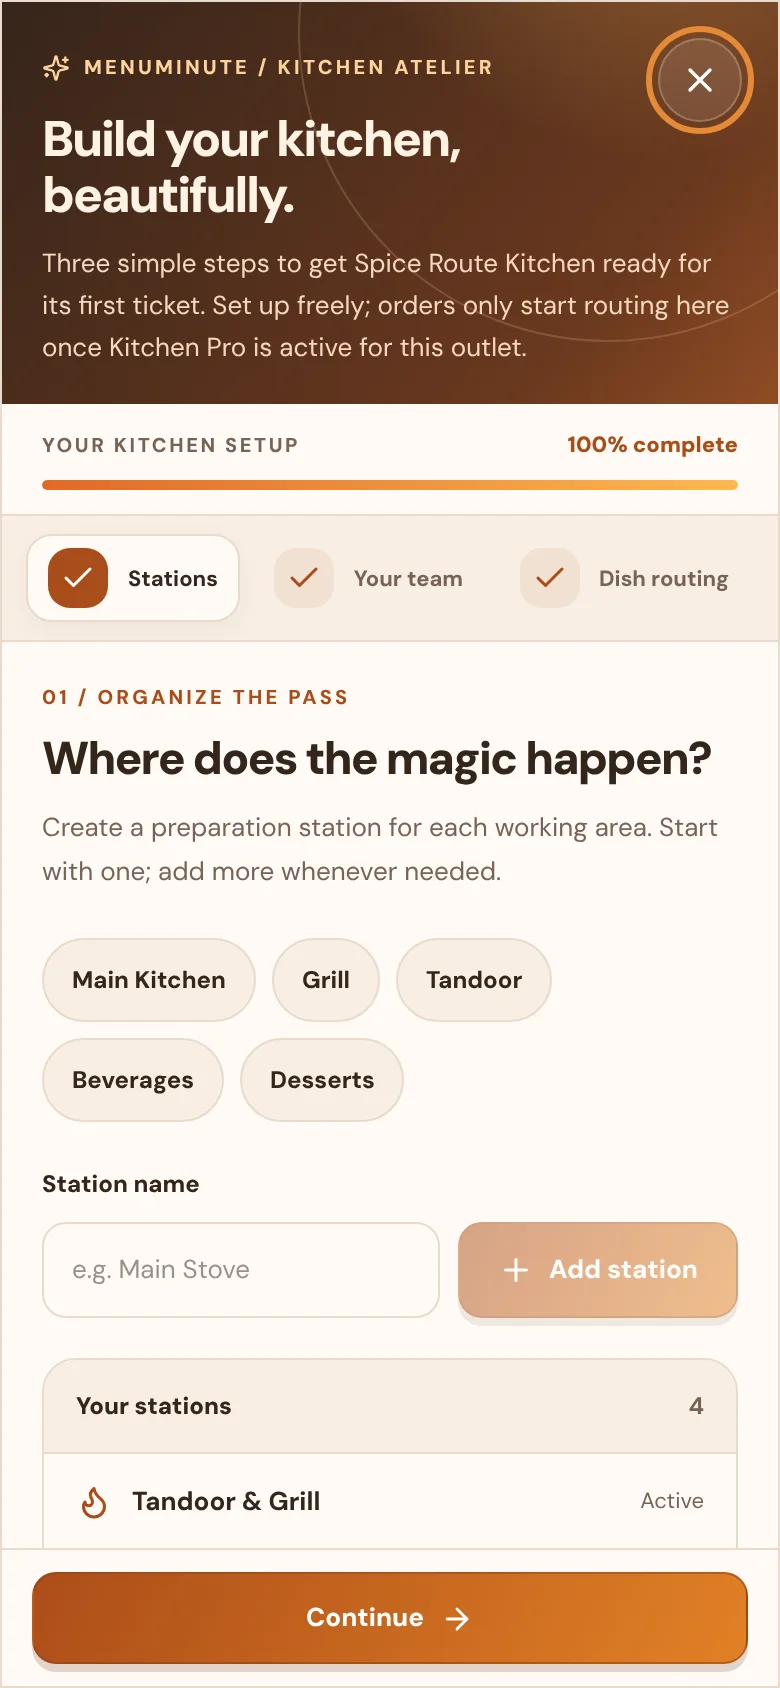 MENUMINUTE / KITCHEN ATELIER
Build your kitchen,
beautifully.
Three simple steps to get Spice Route Kitchen ready for
its first ticket. Set up freely; orders only start routing here
once Kitchen Pro is active for this outlet.
YOUR KITCHEN SETUP 100% complete
Stations Your team Dish routing
01 / ORGANIZE THE PASS
Where does the magic happen?
Create a preparation station for each working area. Start
with one; add more whenever needed.
Main Kitchen Grill Tandoor
Beverages Desserts
Station name
e.g. Main Stove Add station
Your stations 4
Tandoor & Grill Active
Continue